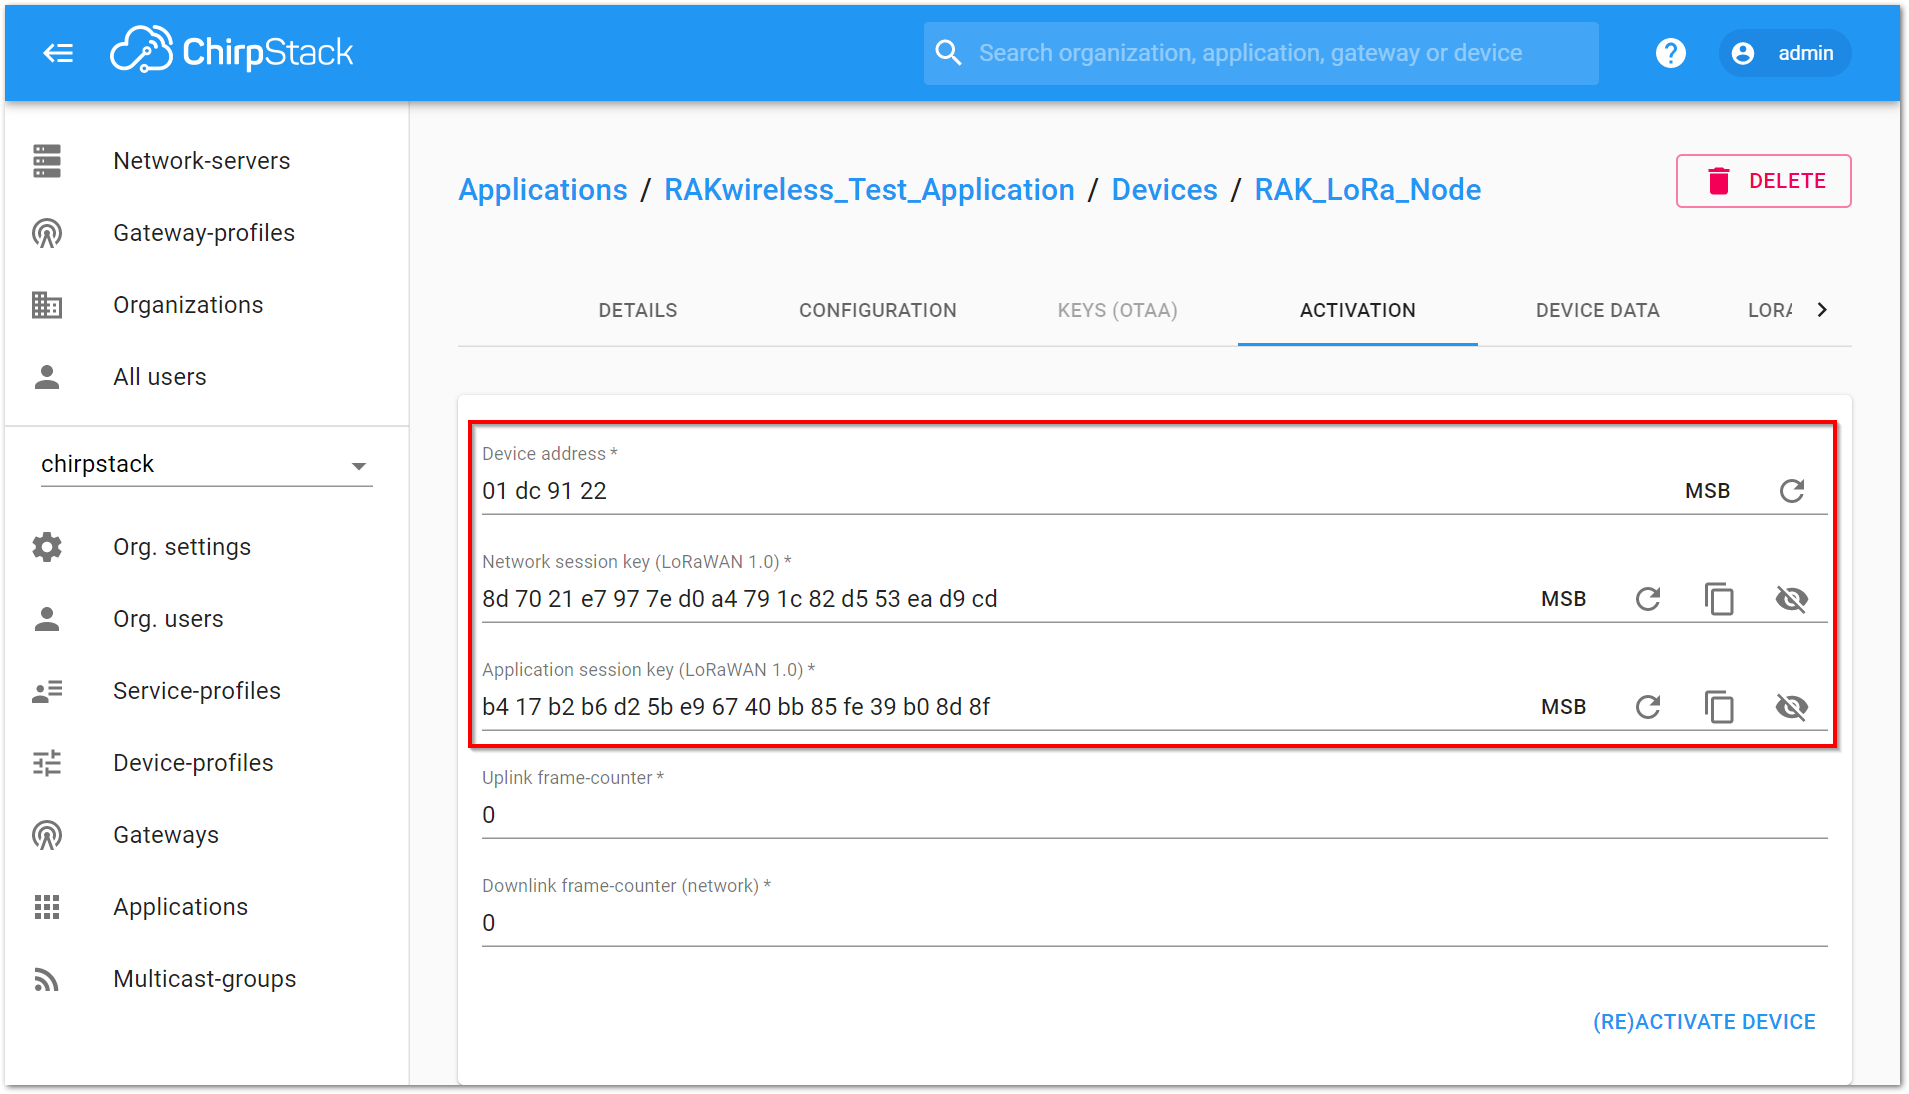 ChirpStack
Search organization, application, gateway or device
? admin
Network-servers
Gateway-profiles
Organizations
All users
chirpstack
Org. settings
Org. users
Service-profiles
Device-profiles
Gateways
Applications
Multicast-groups
Applications / RAKwireless_Test_Application / Devices / RAK_LoRa_Node
DELETE
DETAILS CONFIGURATION KEYS (OTAA) ACTIVATION DEVICE DATA LORA
Device address *
01 dc 91 22 MSB
Network session key (LoRaWAN 1.0) *
8d 70 21 e7 97 7e d0 a4 79 1c 82 d5 53 ea d9 cd MSB
Application session key (LoRaWAN 1.0) *
b4 17 b2 b6 d2 5b e9 67 40 bb 85 fe 39 b0 8d 8f MSB
Uplink frame-counter *
0
Downlink frame-counter (network) *
0
(RE)ACTIVATE DEVICE